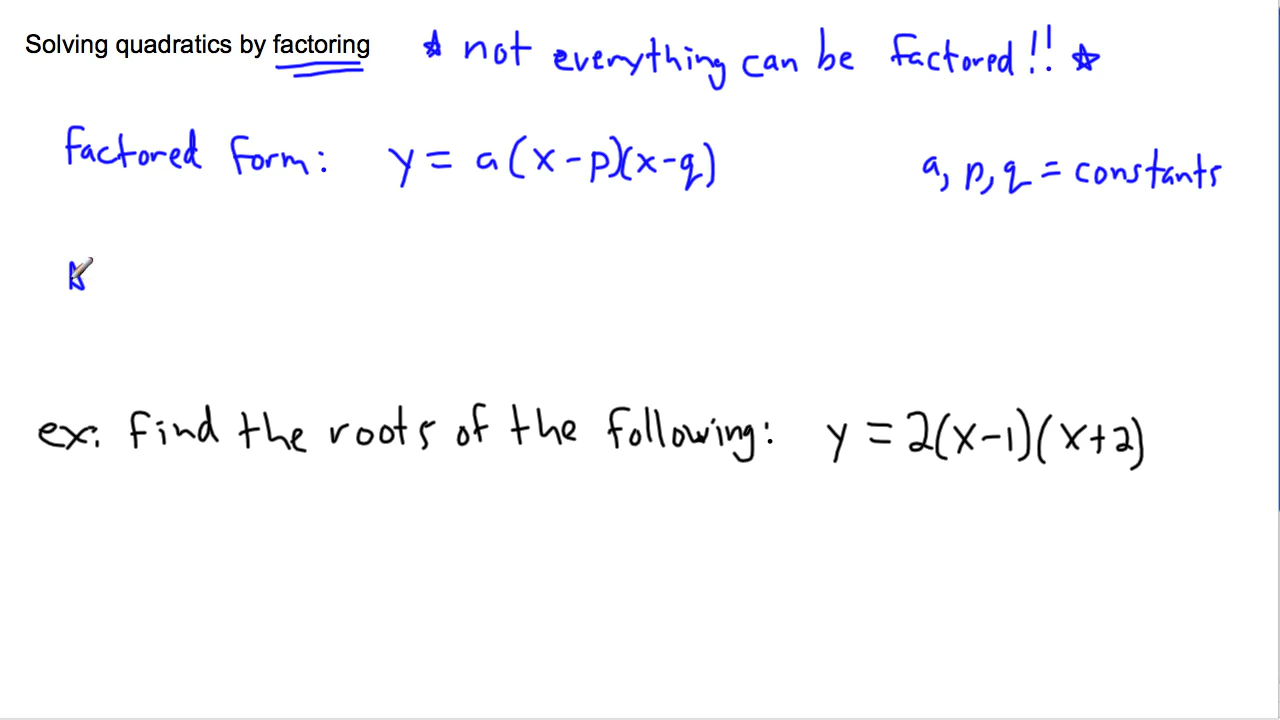 Solving quadratics by factoring ☆ not everything can be factored!! ☆
factored form: y = a(x-p)(x-q) a, p, q = constants
ex. find the roots of the following: y = 2(x-1)(x+2)